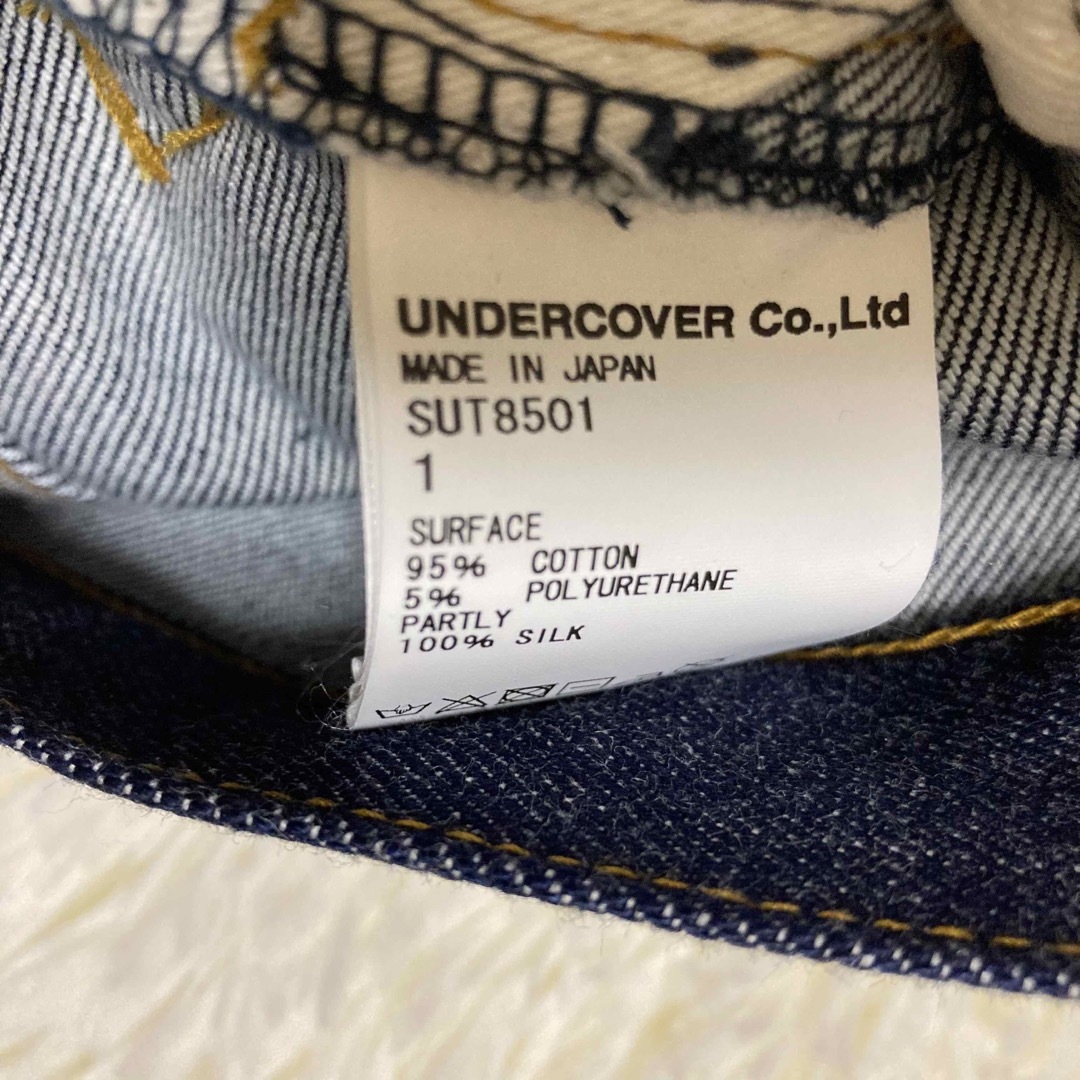 UNDERCOVER Co.,Ltd
MADE IN JAPAN
SUT8501
1
SURFACE
95% COTTON
5% POLYURETHANE
PARTLY
100% SILK